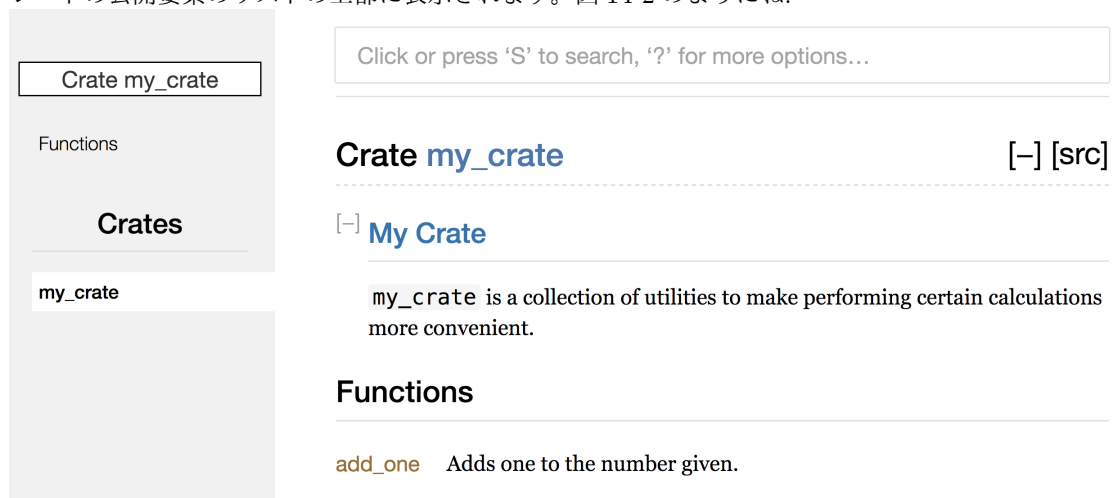 Crate my_crate
Functions
Crates
my_crate
Click or press ‘S’ to search, ‘?’ for more options…
Crate my_crate [–] [src]
[–] My Crate
my_crate is a collection of utilities to make performing certain calculations
more convenient.
Functions
add_one Adds one to the number given.